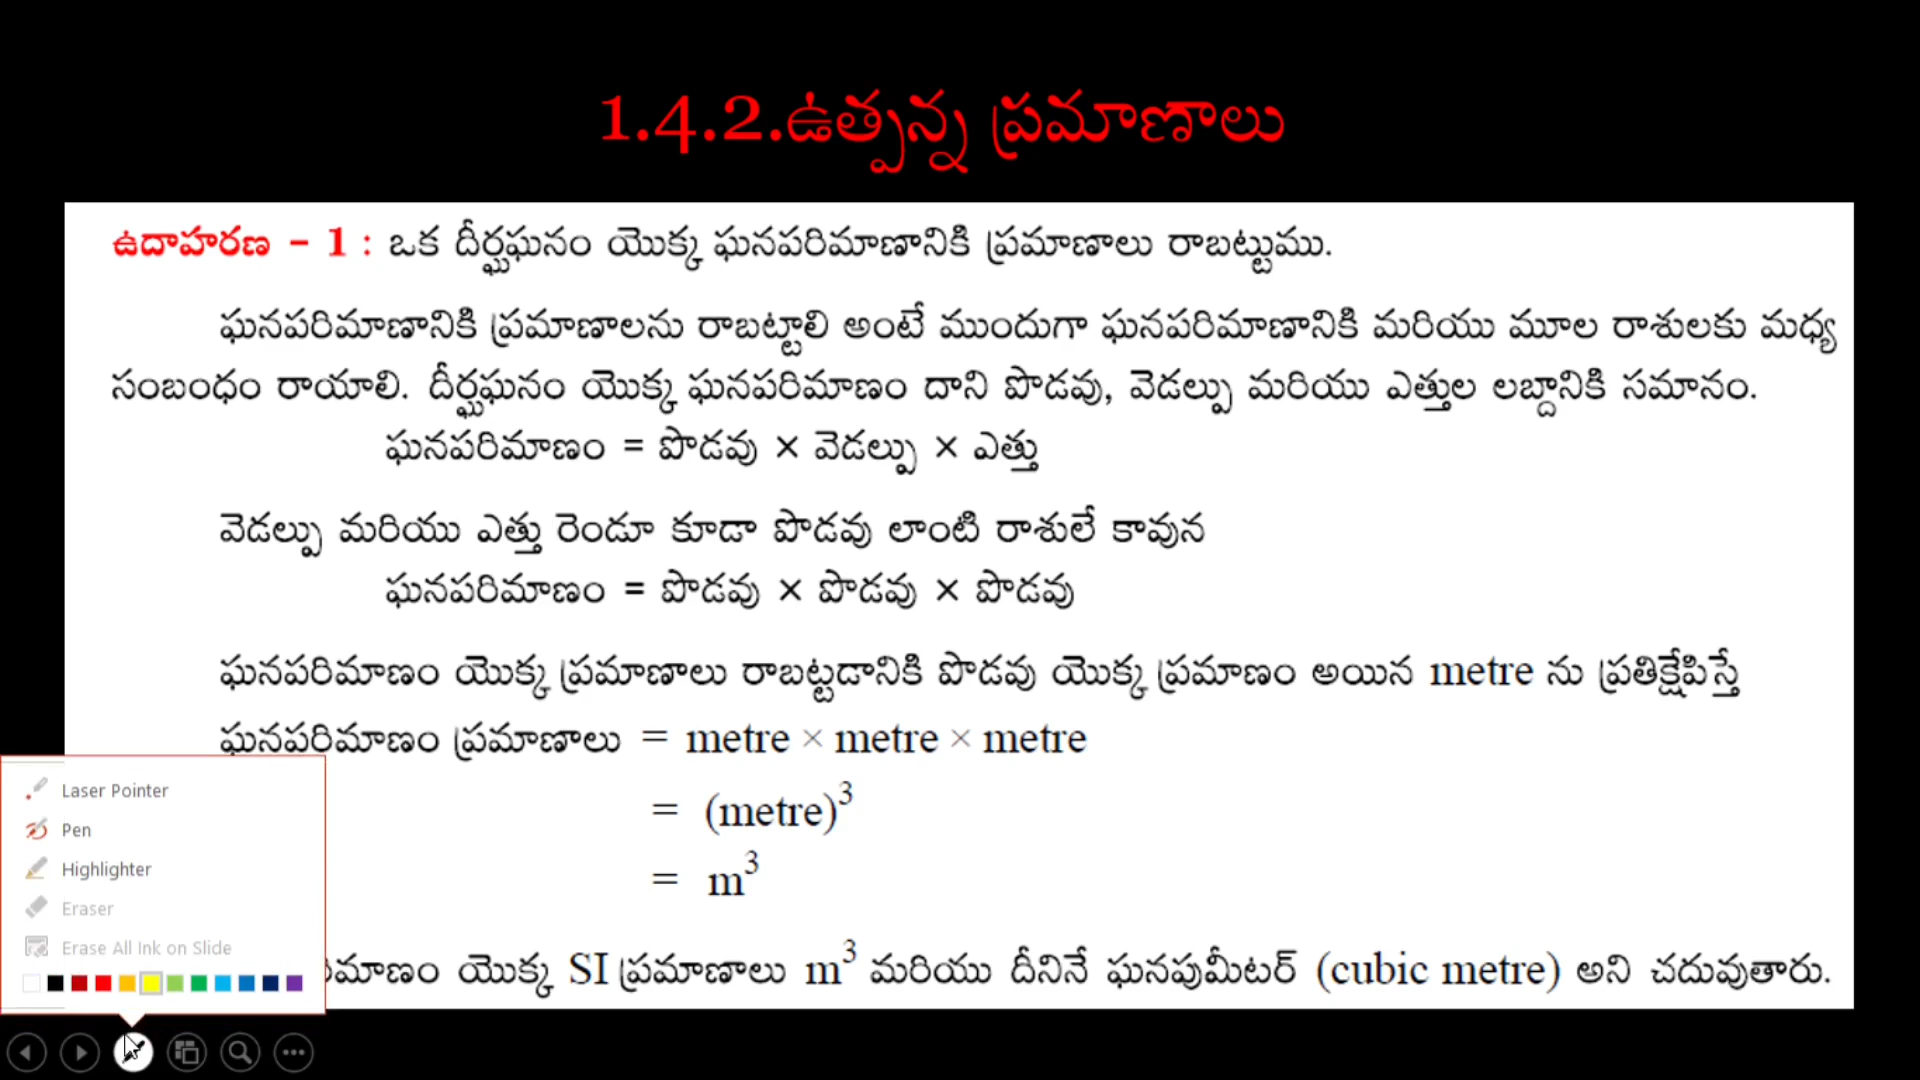 1.4.2.ఉత్పన్న ప్రమాణాలు
ఉదాహరణ - 1 : ఒక దీర్ఘఘనం యొక్క ఘనపరిమాణానికి ప్రమాణాలు రాబట్టుము.
ఘనపరిమాణానికి ప్రమాణాలను రాబట్టాలి అంటే ముందుగా ఘనపరిమాణానికి మరియు మూల రాశులకు మధ్య
సంబంధం రాయాలి. దీర్ఘఘనం యొక్క ఘనపరిమాణం దాని పొడవు, వెడల్పు మరియు ఎత్తుల లబ్దానికి సమానం.
ఘనపరిమాణం = పొడవు × వెడల్పు × ఎత్తు
వెడల్పు మరియు ఎత్తు రెండూ కూడా పొడవు లాంటి రాశులే కావున
ఘనపరిమాణం = పొడవు × పొడవు × పొడవు
ఘనపరిమాణం యొక్క ప్రమాణాలు రాబట్టడానికి పొడవు యొక్క ప్రమాణం అయిన metre ను ప్రతిక్షేపిస్తే
ఘనపరిమాణం ప్రమాణాలు = metre × metre × metre
= (metre)³
= m³
రిమాణం యొక్క SI ప్రమాణాలు m³ మరియు దీనినే ఘనపుమీటర్ (cubic metre) అని చదువుతారు.
Laser Pointer
Pen
Highlighter
Eraser
Erase All Ink on Slide